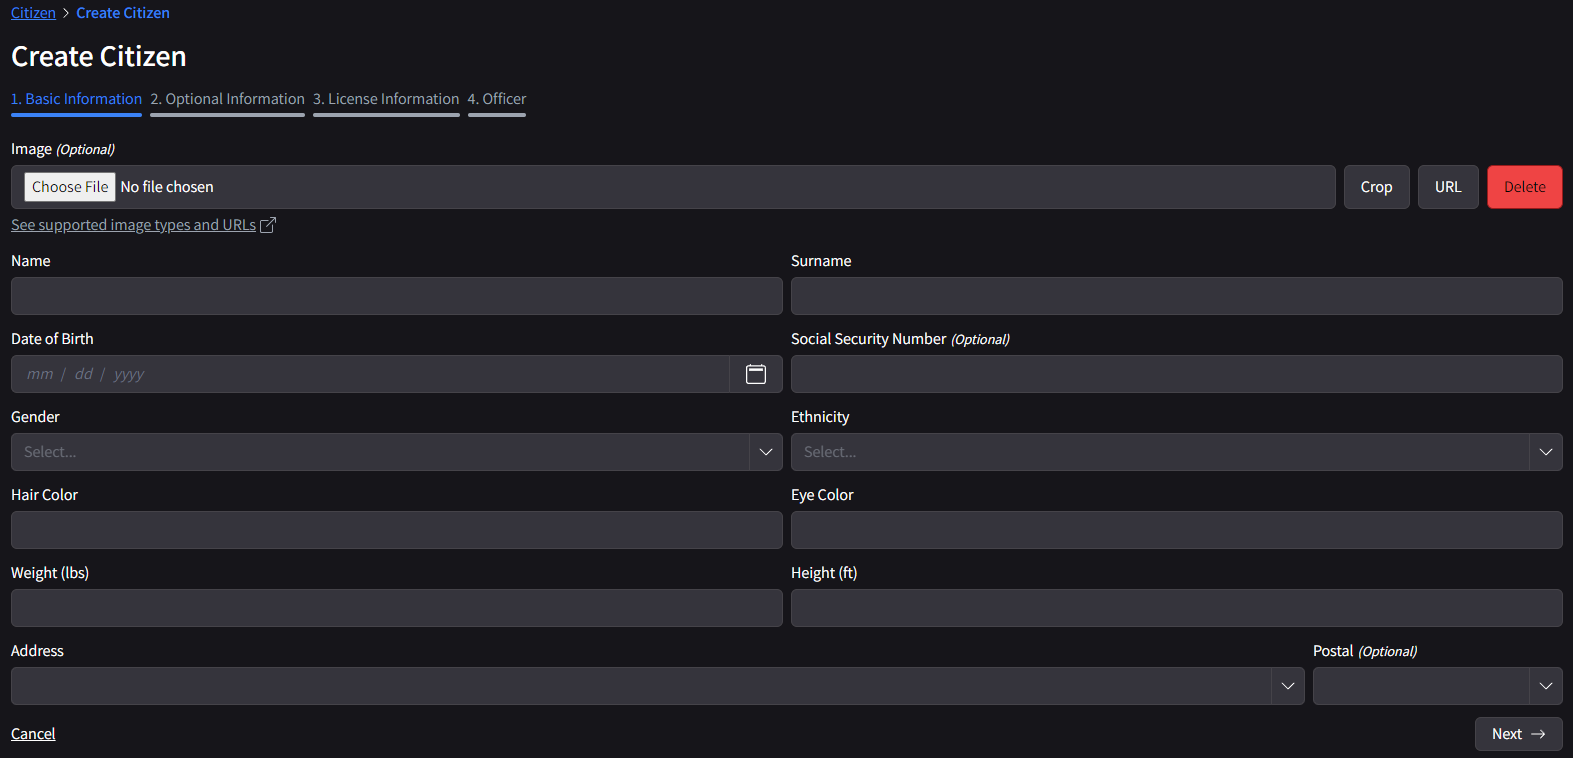 Citizen > Create Citizen
Create Citizen
1. Basic Information 2. Optional Information 3. License Information 4. Officer
Image (Optional)
Choose File No file chosen Crop URL Delete
See supported image types and URLs
Name Surname
Date of Birth Social Security Number (Optional)
mm / dd / yyyy
Gender Ethnicity
Select... Select...
Hair Color Eye Color
Weight (lbs) Height (ft)
Address Postal (Optional)
Cancel Next →